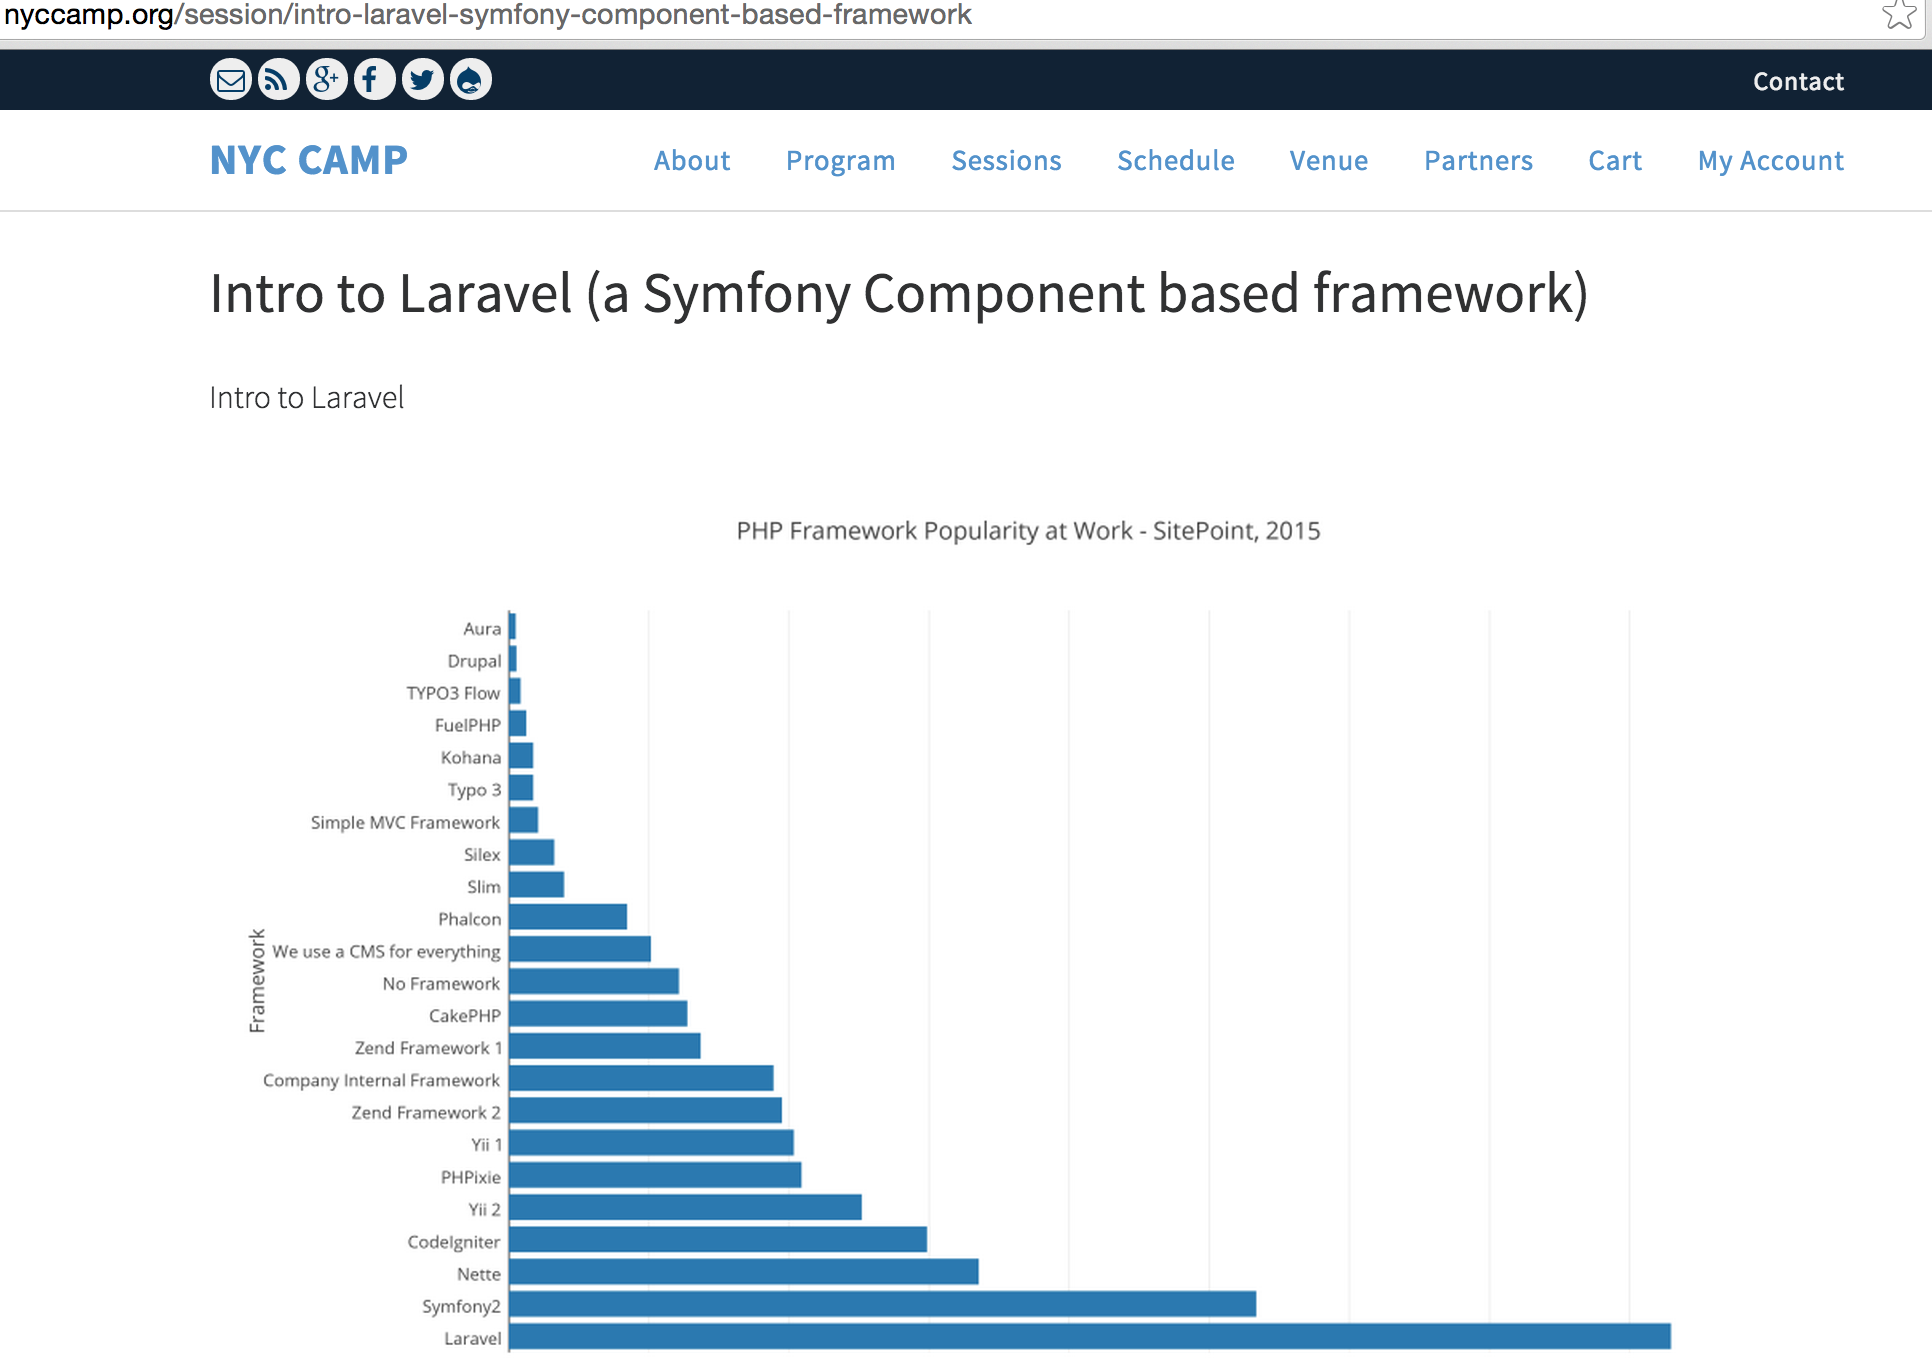 nyccamp.org/session/intro-laravel-symfony-component-based-framework
g+ f
Contact
NYC CAMP
About Program Sessions Schedule Venue Partners Cart My Account
Intro to Laravel (a Symfony Component based framework)
Intro to Laravel
PHP Framework Popularity at Work - SitePoint, 2015
Framework
Aura
Drupal
TYPO3 Flow
FuelPHP
Kohana
Typo 3
Simple MVC Framework
Silex
Slim
Phalcon
We use a CMS for everything
No Framework
CakePHP
Zend Framework 1
Company Internal Framework
Zend Framework 2
Yii 1
PHPixie
Yii 2
CodeIgniter
Nette
Symfony2
Laravel